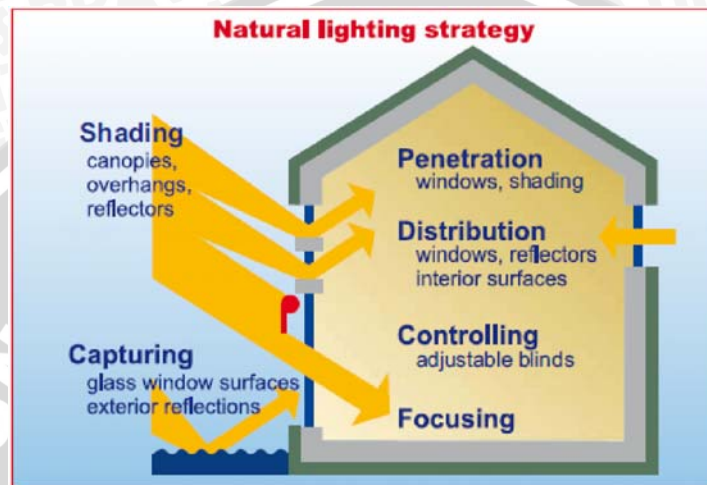 Natural lighting strategy
Shading
canopies,
overhangs,
reflectors
Capturing
glass window surfaces
exterior reflections
Penetration
windows, shading
Distribution
windows, reflectors
interior surfaces
Controlling
adjustable blinds
Focusing